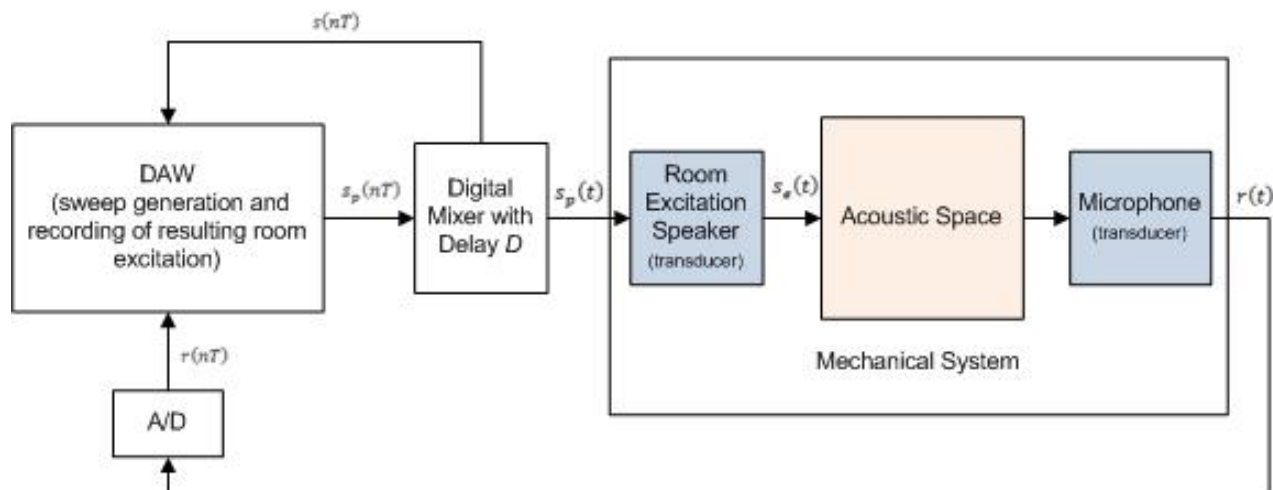 s(nT)
DAW
(sweep generation and
recording of resulting room
excitation)
s_p(nT)
Digital
Mixer with
Delay D
s_p(t)
Room
Excitation
Speaker
(transducer)
s_e(t)
Acoustic Space
Microphone
(transducer)
r(t)
Mechanical System
r(nT)
A/D